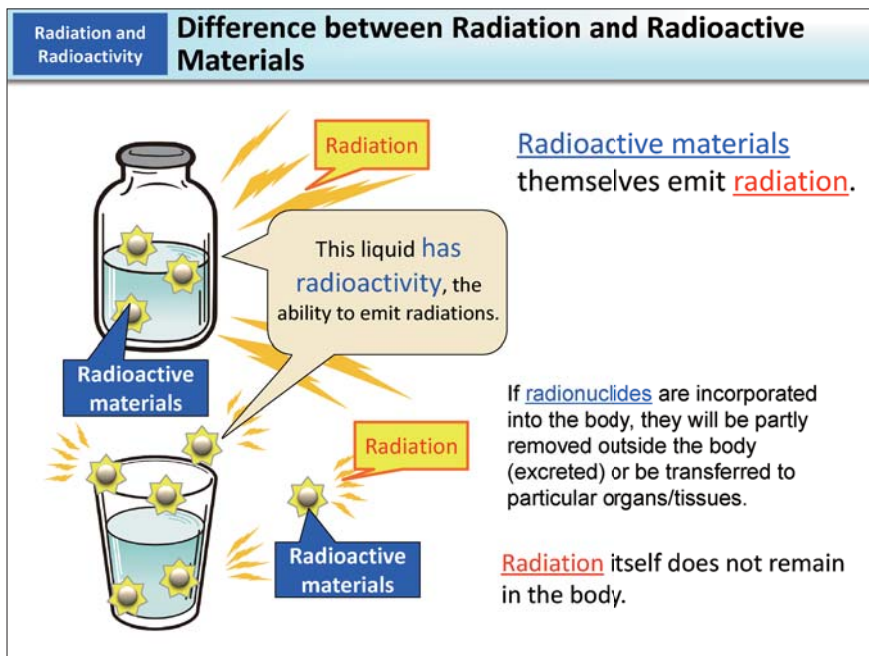 Radiation and
Radioactivity
Difference between Radiation and Radioactive
Materials
Radiation
Radioactive materials
themselves emit radiation.
This liquid has
radioactivity, the
ability to emit radiations.
Radioactive
materials
If radionuclides are incorporated
into the body, they will be partly
removed outside the body
(excreted) or be transferred to
particular organs/tissues.
Radiation
Radioactive
materials
Radiation itself does not remain
in the body.